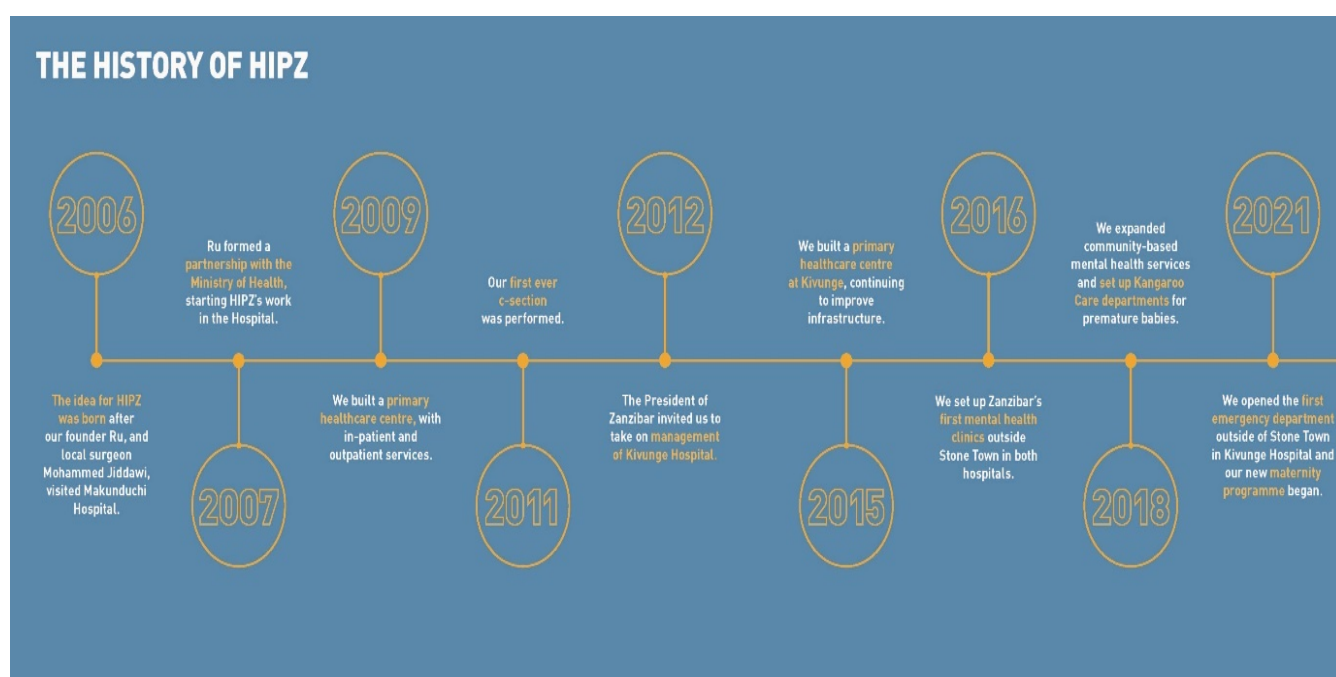 THE HISTORY OF HIPZ
2006
The idea for HIPZ
was born after
our founder Ru, and
local surgeon
Mohammed Jiddawi,
visited Makunduchi
Hospital.
Ru formed a
partnership with the
Ministry of Health,
starting HIPZ's work
in the Hospital.
2007
2009
We built a primary
healthcare centre, with
in-patient and
outpatient services.
Our first ever
c-section
was performed.
2011
2012
The President of
Zanzibar invited us to
take on management
of Kivunge Hospital.
We built a primary
healthcare centre
at Kivunge, continuing
to improve
infrastructure.
2015
2016
We set up Zanzibar's
first mental health
clinics outside
Stone Town in both
hospitals.
We expanded
community-based
mental health services
and set up Kangaroo
Care departments for
premature babies.
2018
2021
We opened the first
emergency department
outside of Stone Town
in Kivunge Hospital and
our new maternity
programme began.